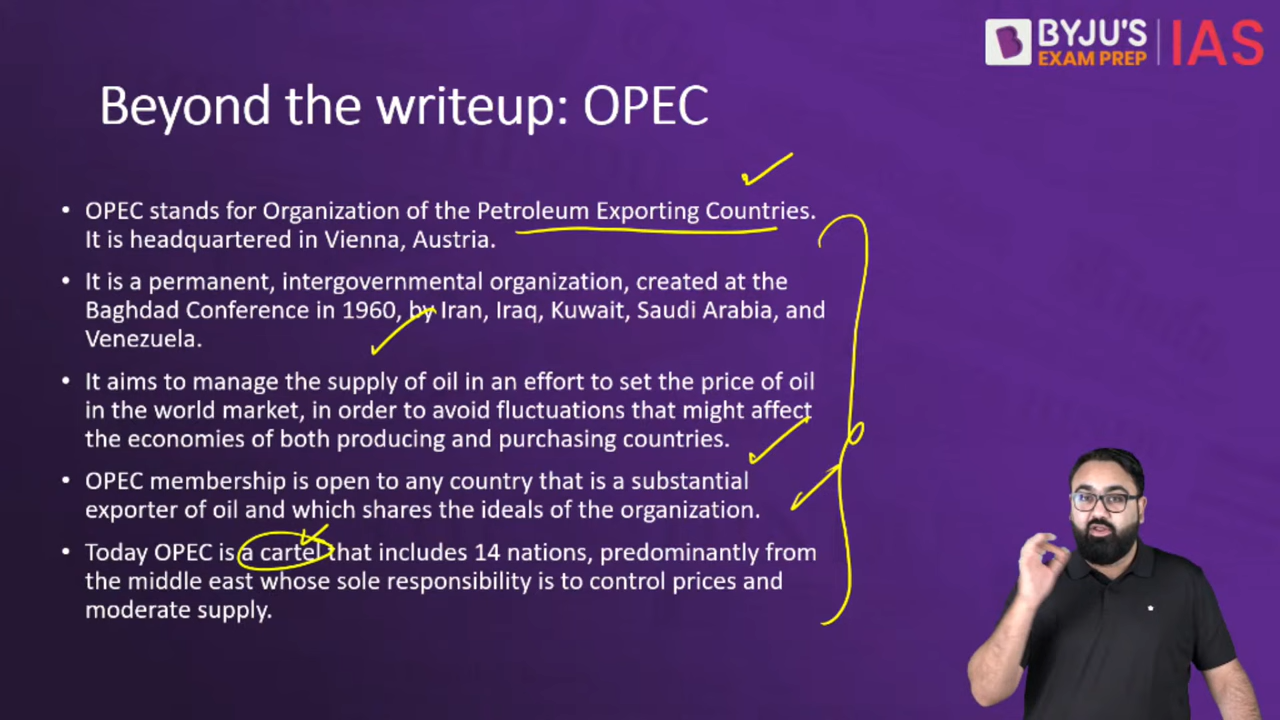 BYJU'S
EXAM PREP
IAS
Beyond the writeup: OPEC
• OPEC stands for Organization of the Petroleum Exporting Countries.
It is headquartered in Vienna, Austria.
• It is a permanent, intergovernmental organization, created at the
Baghdad Conference in 1960, by Iran, Iraq, Kuwait, Saudi Arabia, and
Venezuela.
• It aims to manage the supply of oil in an effort to set the price of oil
in the world market, in order to avoid fluctuations that might affect
the economies of both producing and purchasing countries.
• OPEC membership is open to any country that is a substantial
exporter of oil and which shares the ideals of the organization.
• Today OPEC is a cartel that includes 14 nations, predominantly from
the middle east whose sole responsibility is to control prices and
moderate supply.